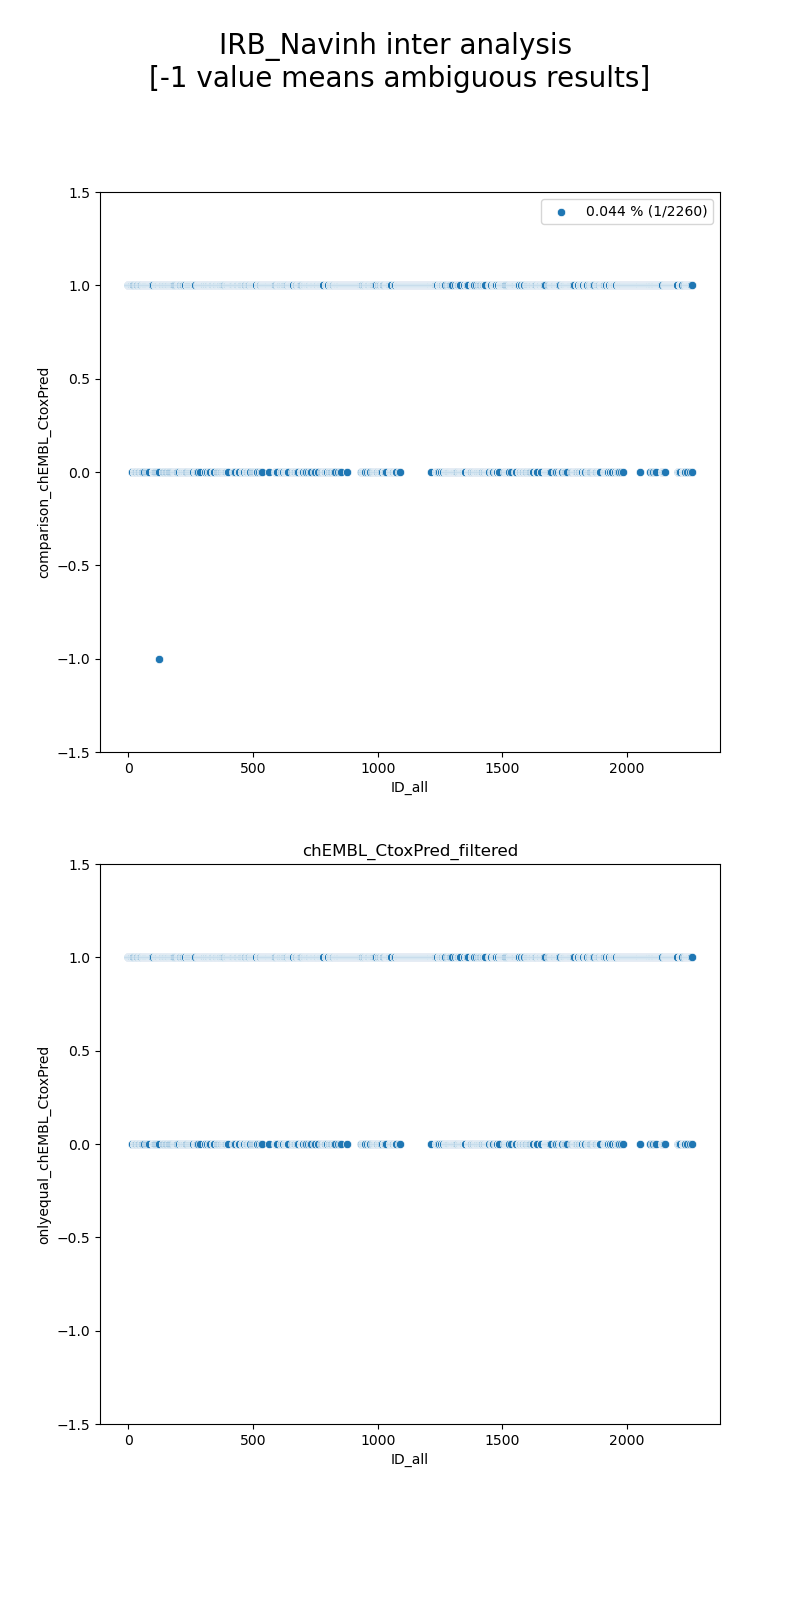 IRB_Navinh inter analysis
[-1 value means ambiguous results]
0.044 % (1/2260)
1.5
1.0
0.5
0.0
−0.5
−1.0
−1.5
comparison_chEMBL_CtoxPred
0 500 1000 1500 2000
ID_all
chEMBL_CtoxPred_filtered
1.5
1.0
0.5
0.0
−0.5
−1.0
−1.5
onlyequal_chEMBL_CtoxPred
0 500 1000 1500 2000
ID_all